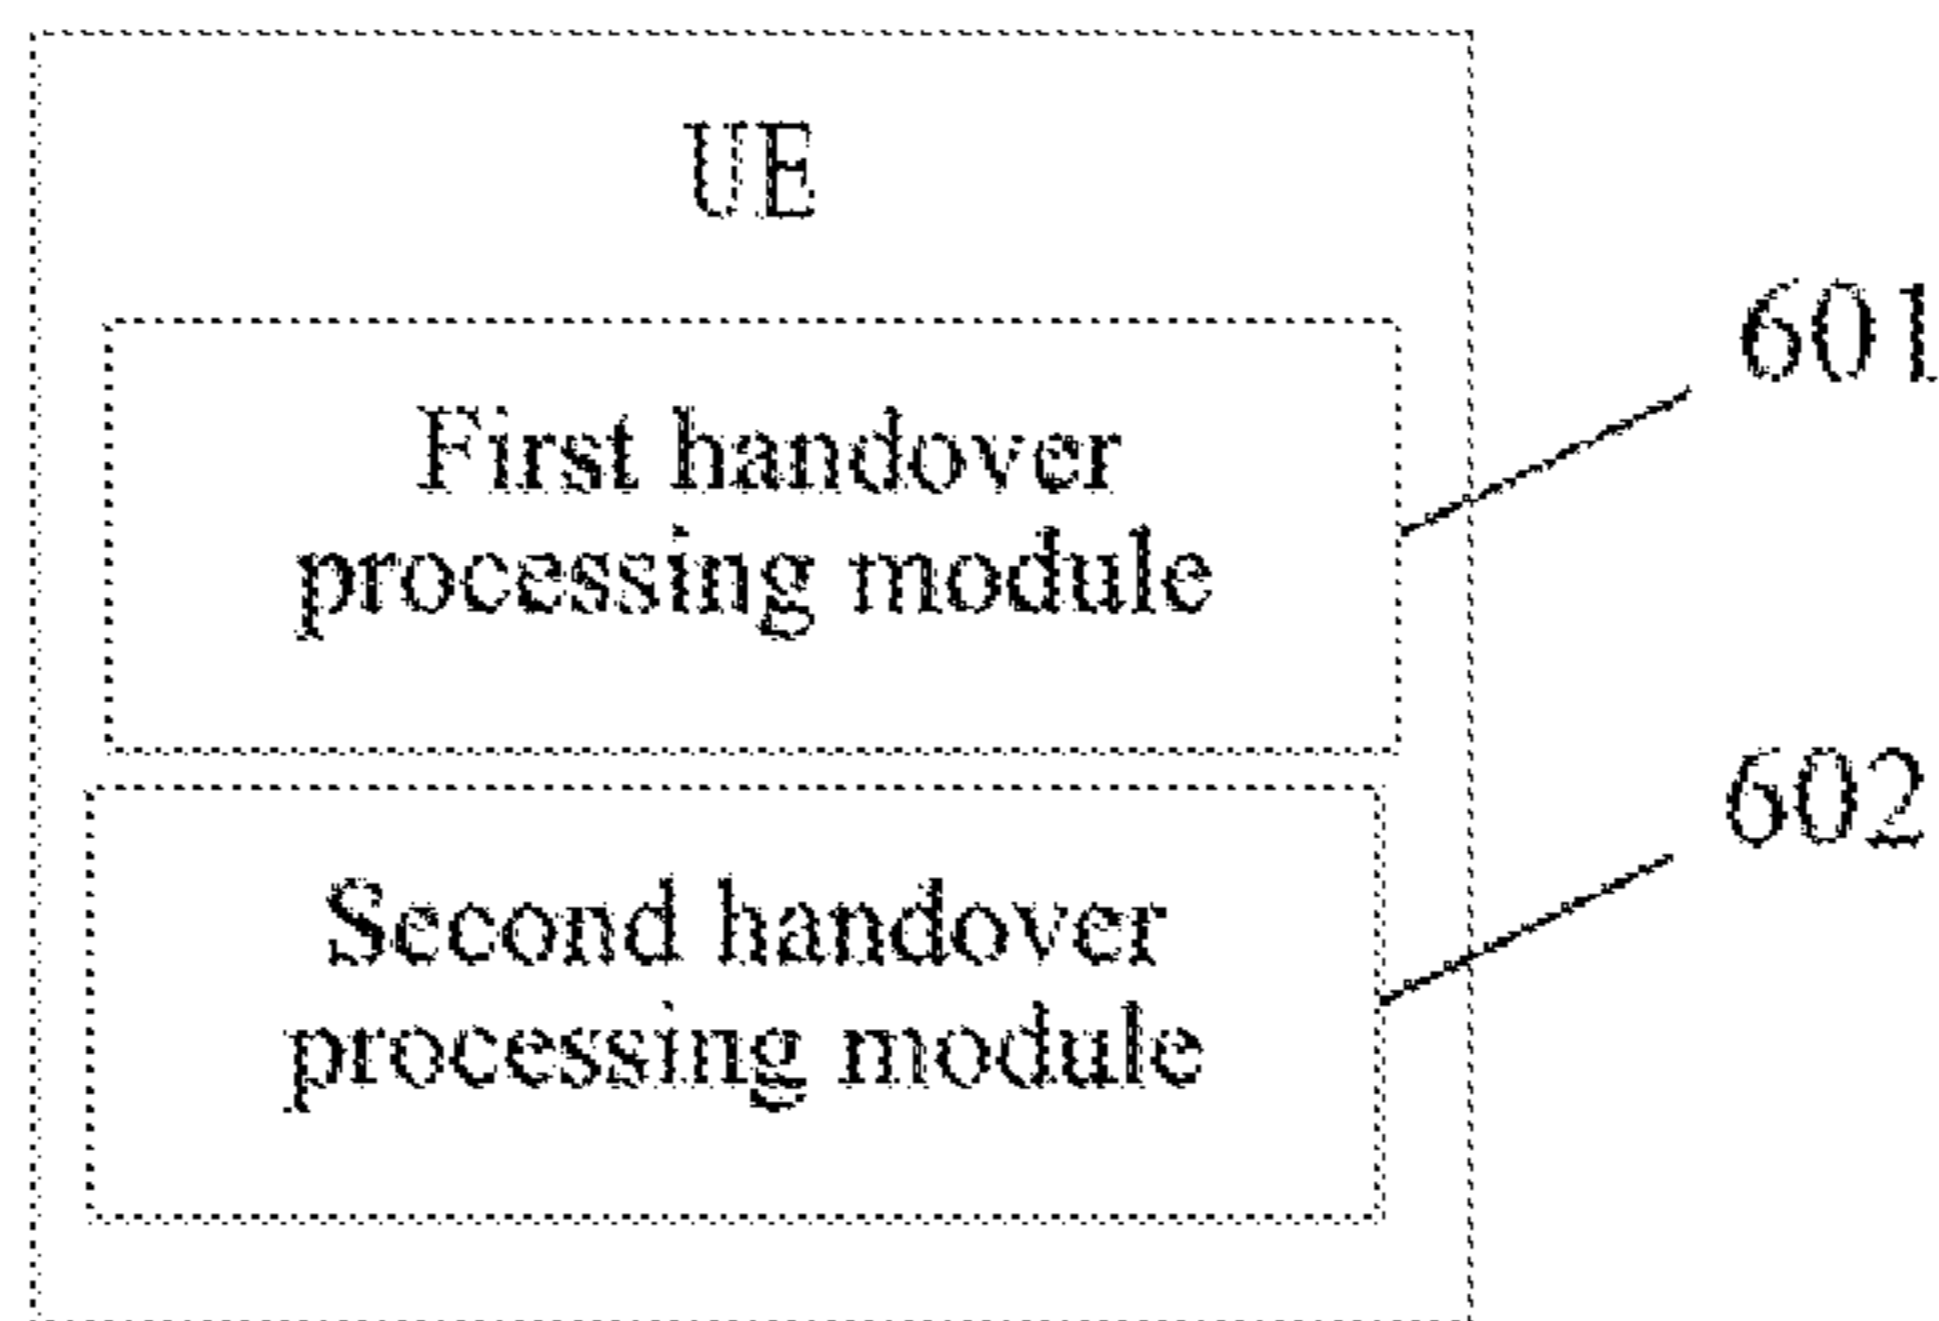 UE
601
First handover
processing module
602
Second handover
processing module